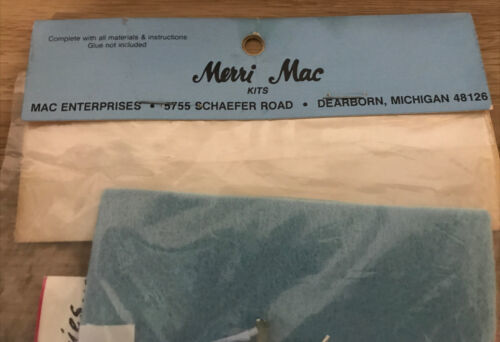 Complete with all materials & instructions
Glue not included
Merri Mac
KITS
MAC ENTERPRISES • 5755 SCHAEFER ROAD • DEARBORN, MICHIGAN 48126